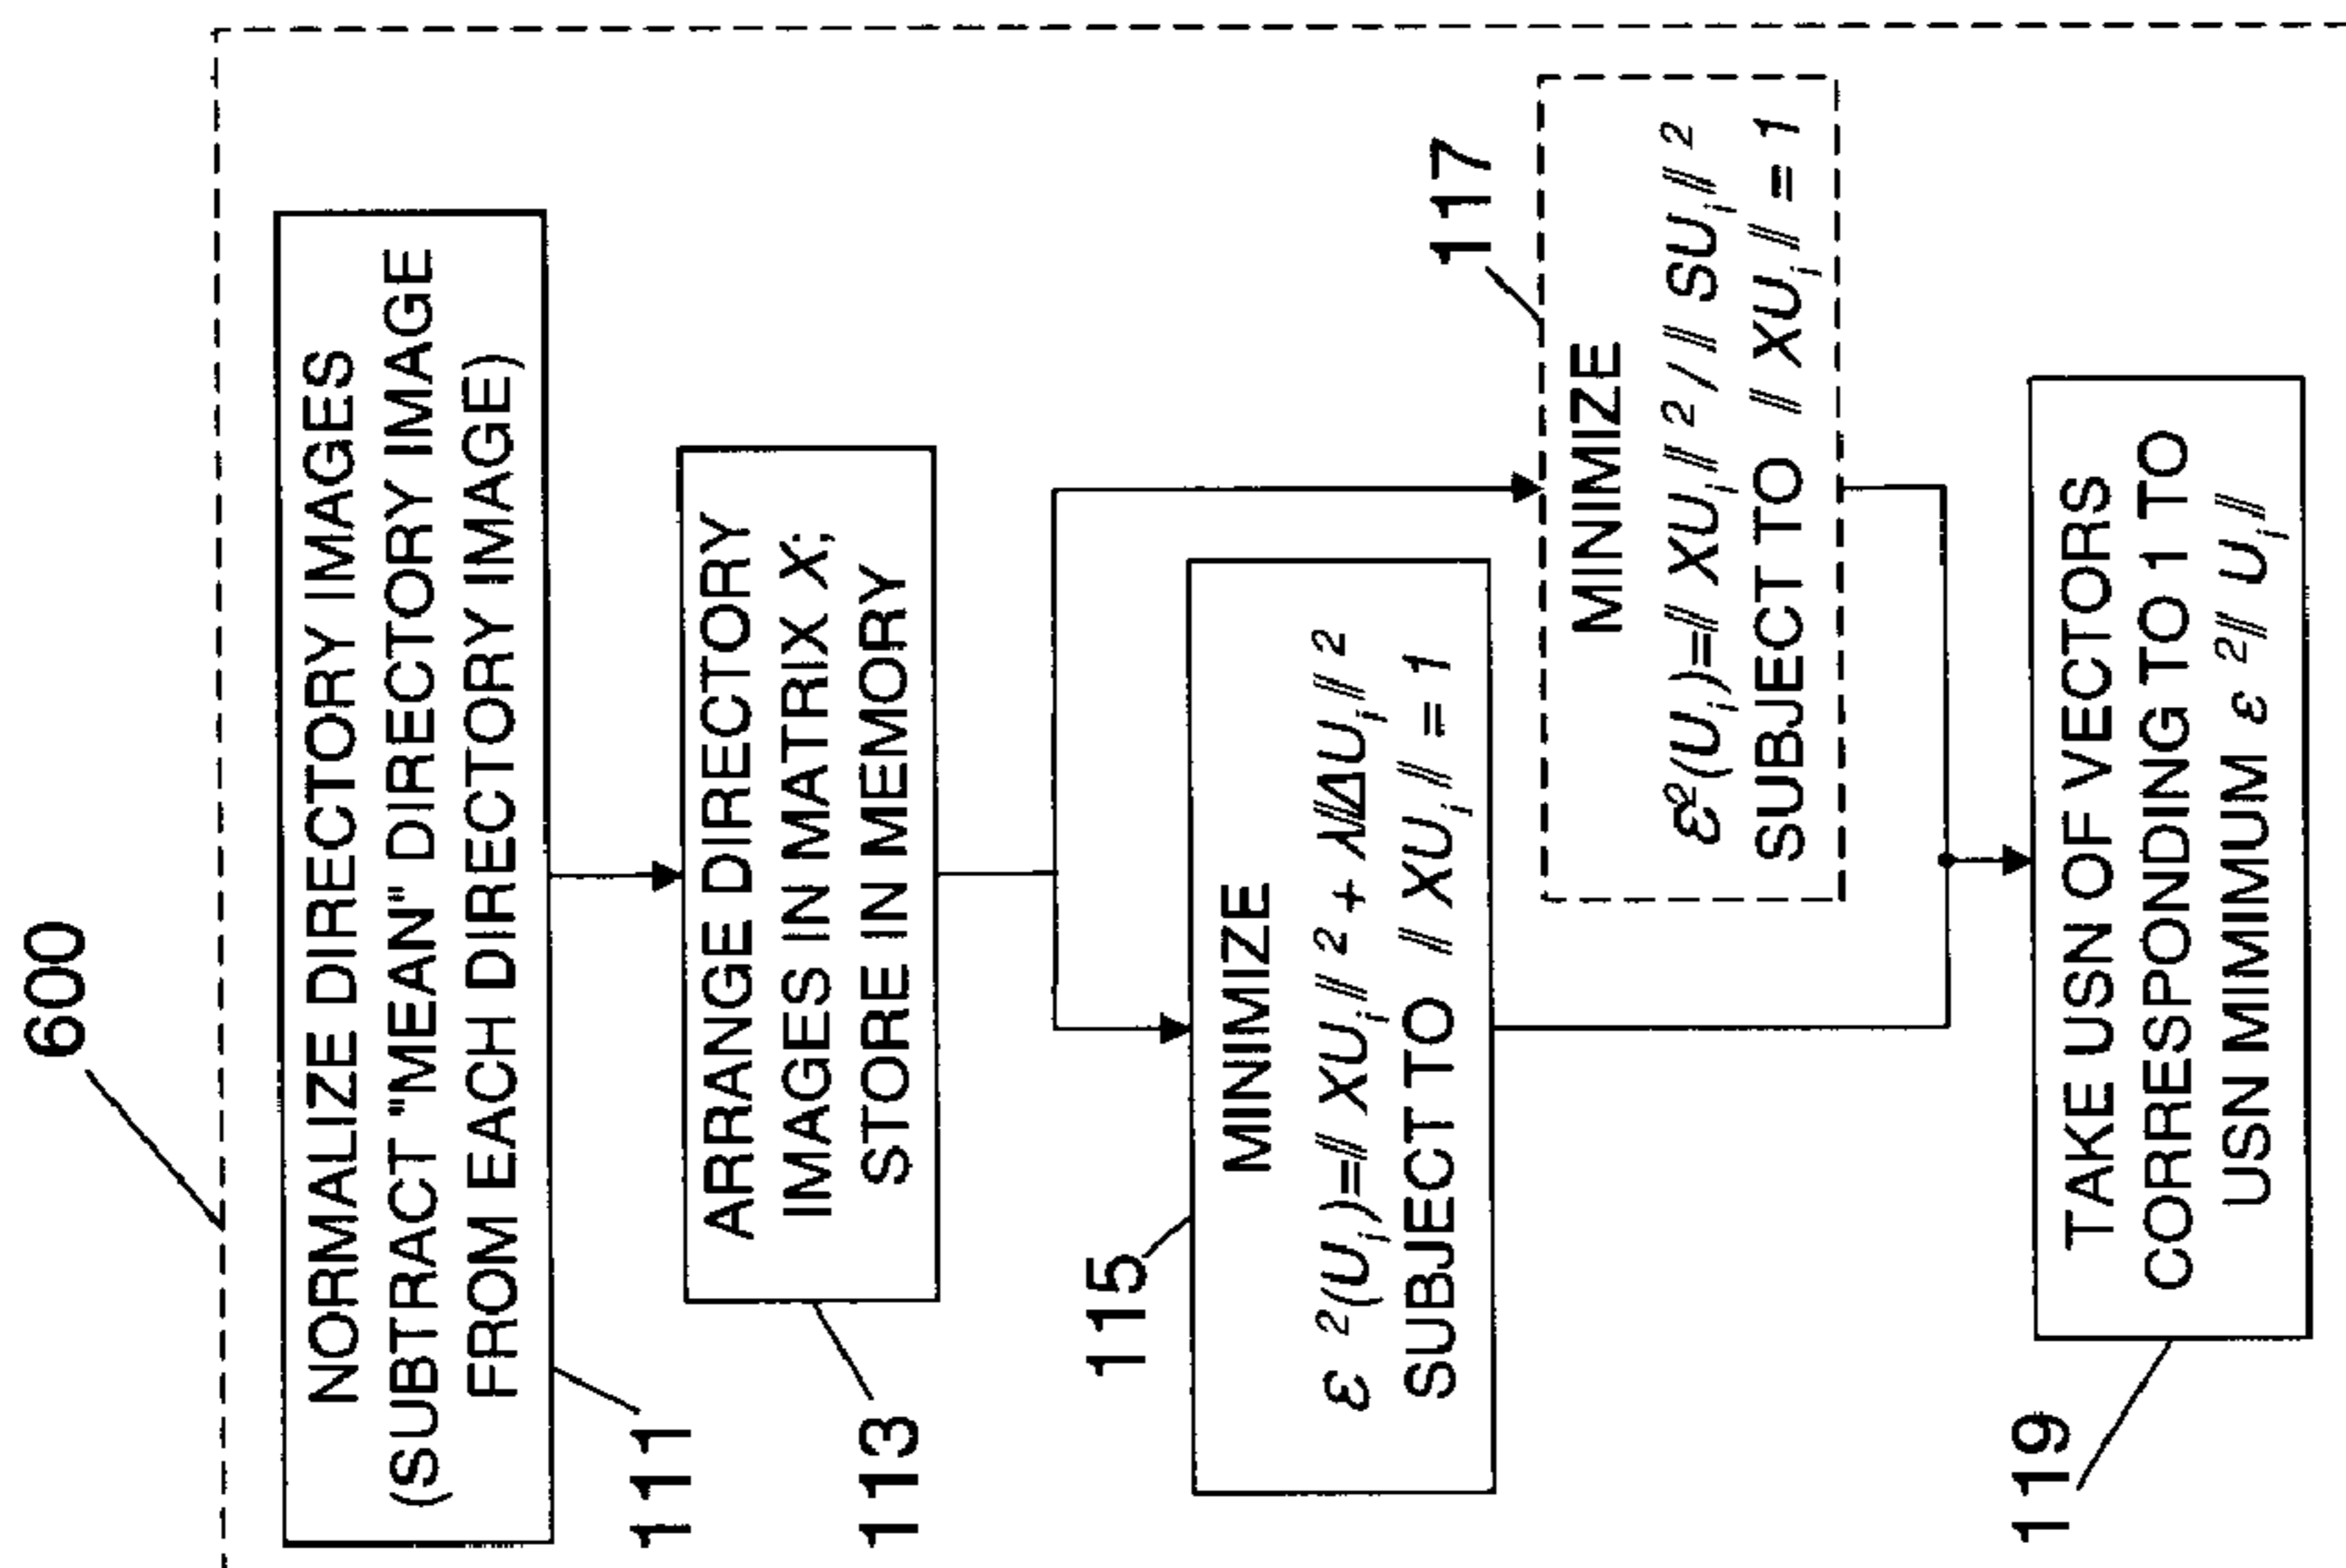 600
NORMALIZE DIRECTORY IMAGES
(SUBTRACT "MEAN" DIRECTORY IMAGE
FROM EACH DIRECTORY IMAGE)
111
ARRANGE DIRECTORY
IMAGES IN MATRIX X;
STORE IN MEMORY
113
115
MINIMIZE
ε ²(Uᵢ)=∥ XUᵢ∥ ² + λ∥ΔUᵢ∥ ²
SUBJECT TO ∥ XUᵢ∥ = 1
117
MINIMIZE
ε²(Uᵢ)=∥ XUᵢ∥ ² / ∥ SUᵢ∥ ²
SUBJECT TO ∥ XUᵢ∥ = 1
TAKE USN OF VECTORS
CORRESPONDING TO 1 TO
USN MIMIMUM ε ²∥ Uᵢ∥
119